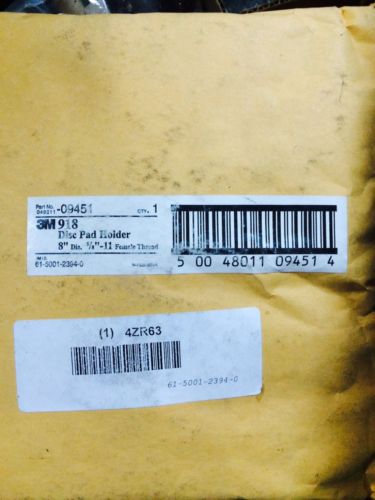 Part No.
048011-09451 QTY. 1
3M 918
Disc Pad Holder
8" Dia. ⅝"-11 Female Thread
61-5001-2394-0
5 00 48011 09451 4
(1) 4ZR63
61-5001-2394-0